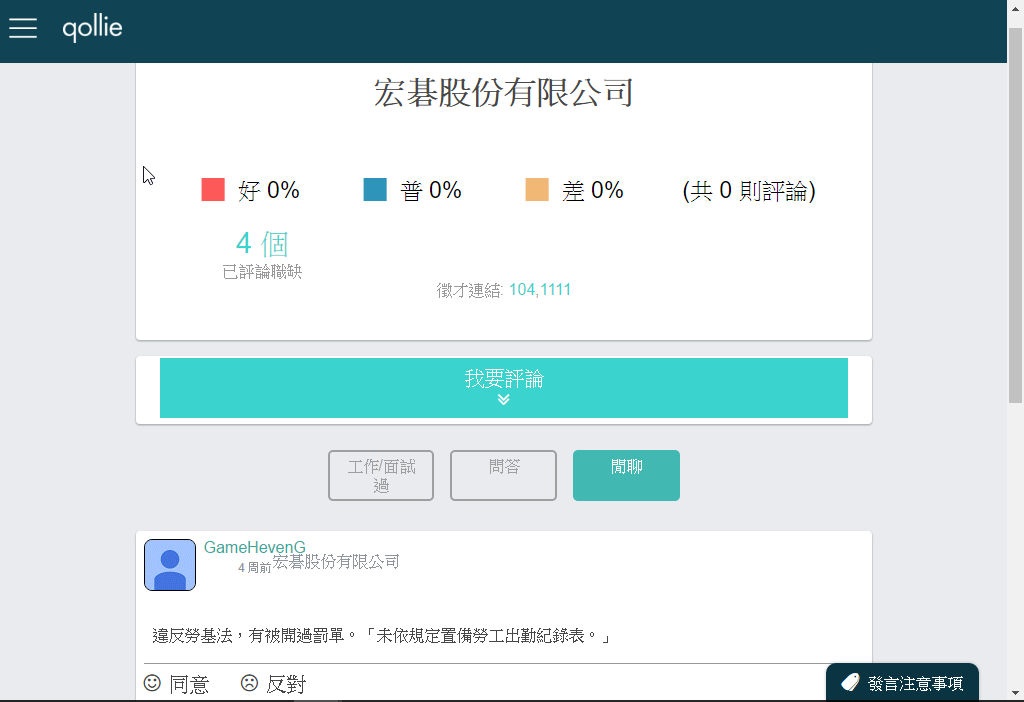 qollie
宏碁股份有限公司
好 0% 普 0% 差 0% (共 0 則評論)
4 個
已評論職缺
徵才連結: 104,1111
我要評論
工作/面試過 問答 閒聊
GameHevenG
4 周前宏碁股份有限公司
違反勞基法，有被開過罰單。「未依規定置備勞工出勤紀錄表。」
同意 反對
發言注意事項